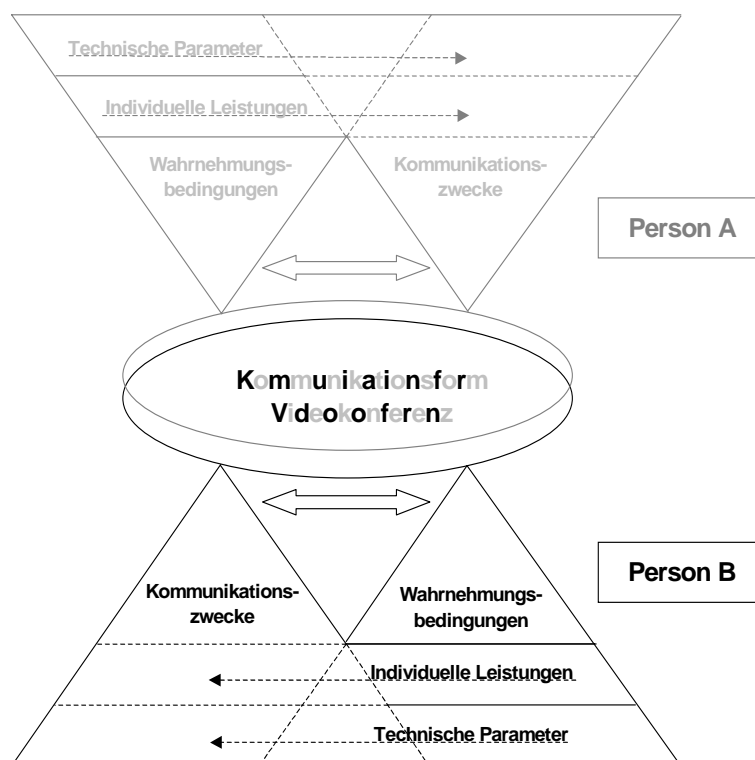 Technische Parameter
Individuelle Leistungen
Wahrnehmungs-
bedingungen
Kommunikations-
zwecke
Person A
Kommunikationsform
Videokonferenz
Person B
Kommunikations-
zwecke
Wahrnehmungs-
bedingungen
Individuelle Leistungen
Technische Parameter